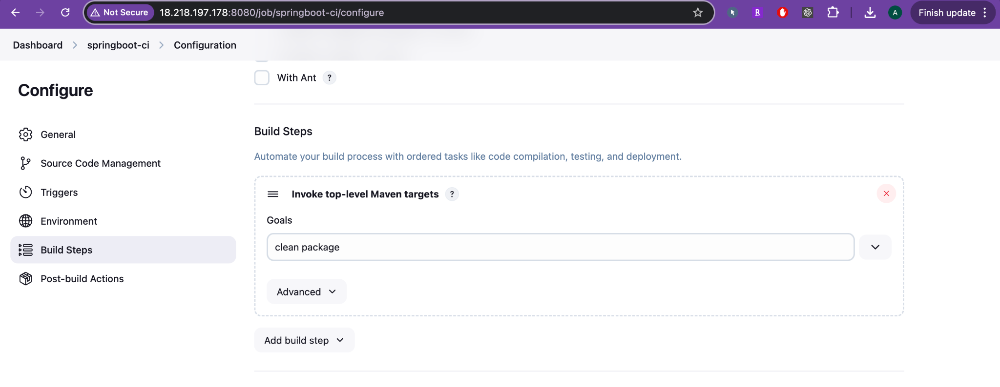 Not Secure 18.218.197.178:8080/job/springboot-ci/configure R A Finish update
Dashboard springboot-ci Configuration
With Ant ?
Configure
General
Source Code Management
Triggers
Environment
Build Steps
Post-build Actions
Build Steps
Automate your build process with ordered tasks like code compilation, testing, and deployment.
Invoke top-level Maven targets ?
Goals
clean package
Advanced
Add build step